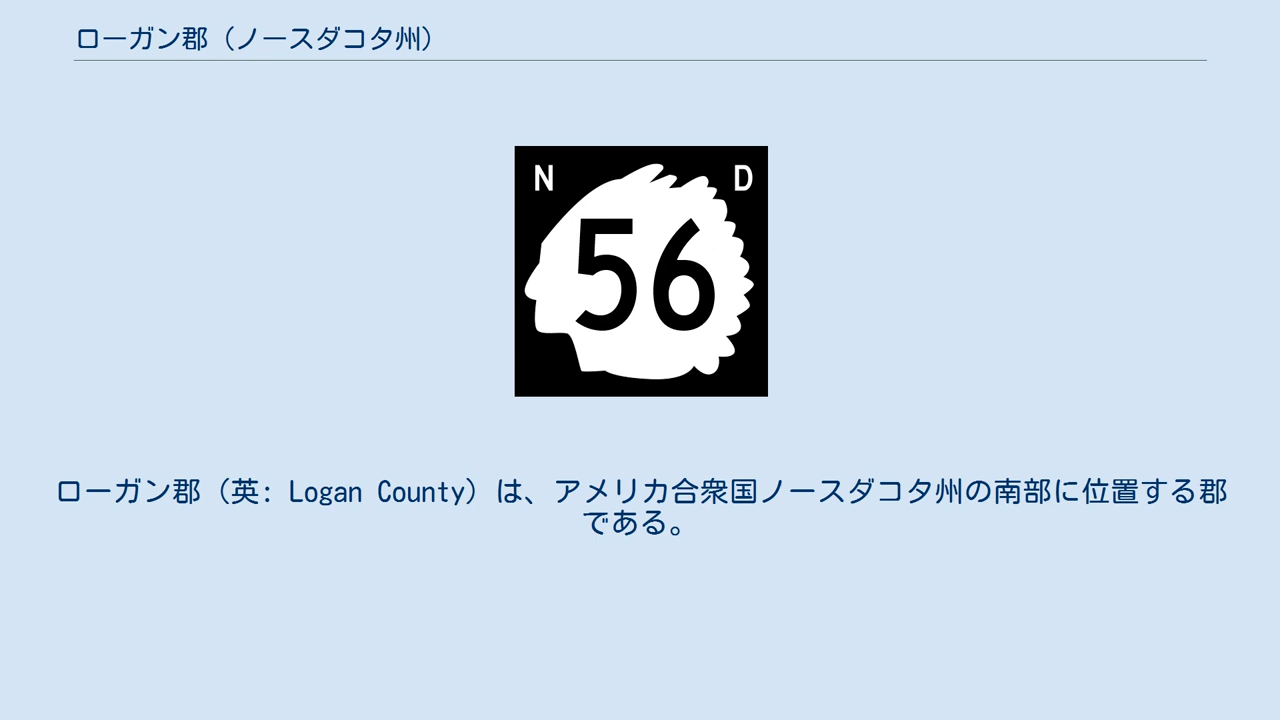 ローガン郡（ノースダコタ州）
N D
56
ローガン郡（英: Logan County）は、アメリカ合衆国ノースダコタ州の南部に位置する郡
である。